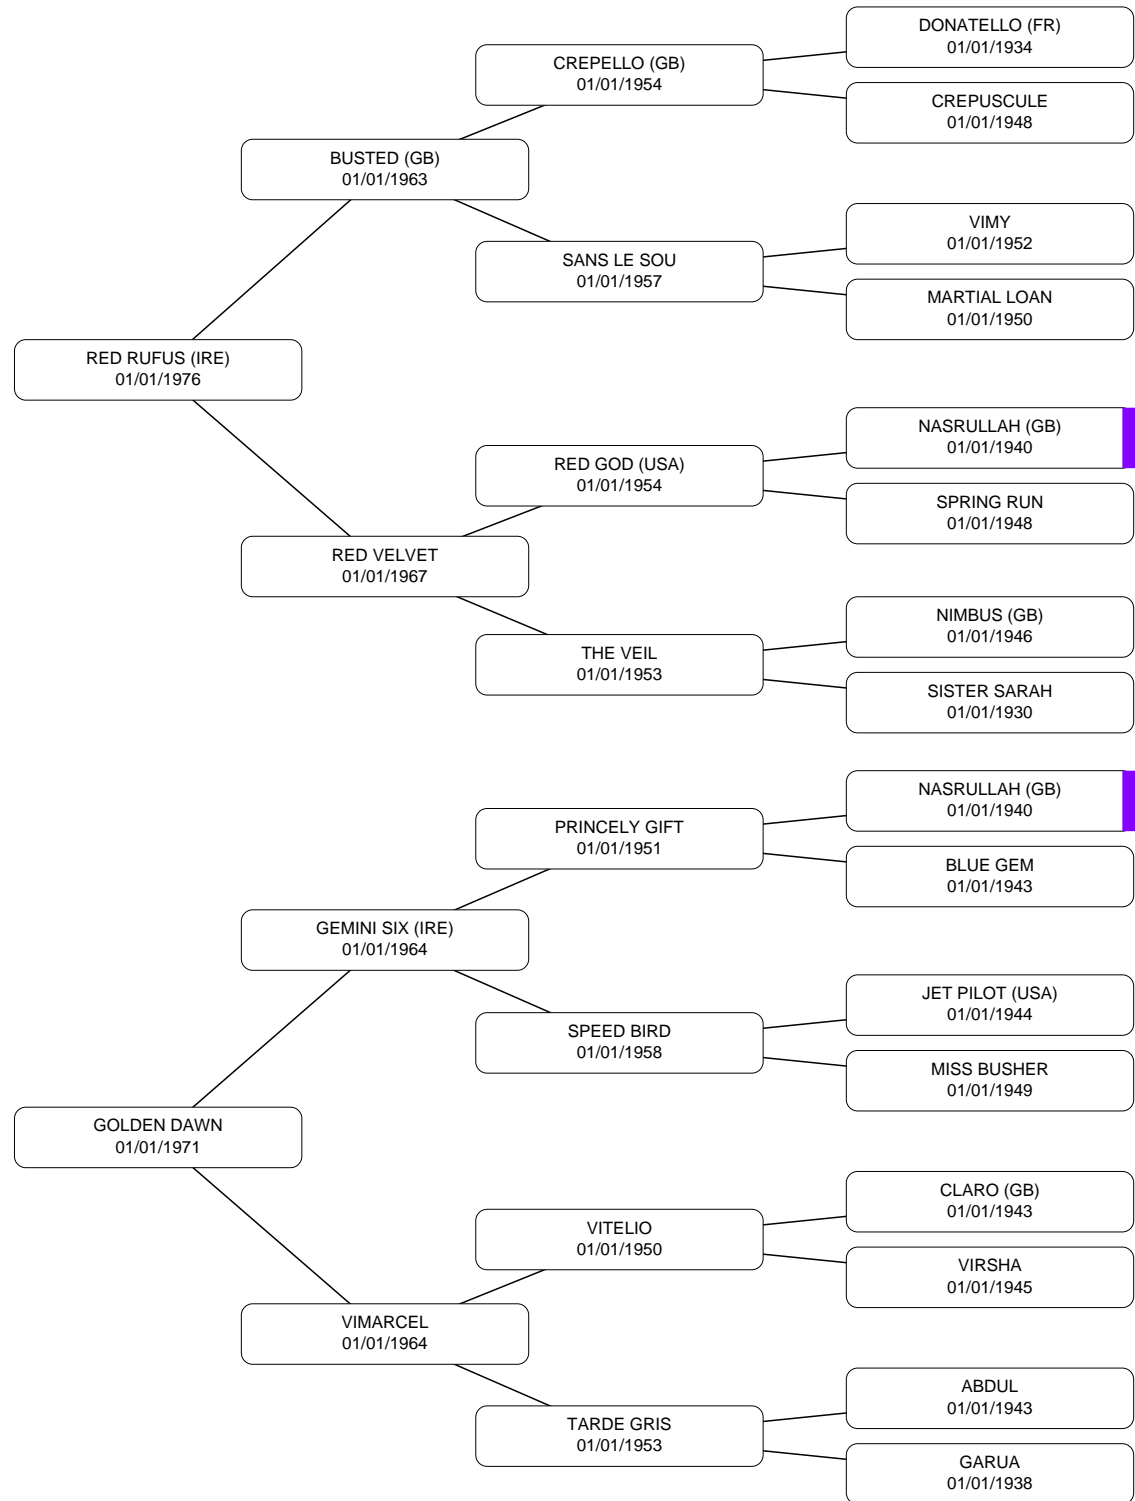 DONATELLO (FR)
01/01/1934
CREPELLO (GB)
01/01/1954
CREPUSCULE
01/01/1948
BUSTED (GB)
01/01/1963
VIMY
01/01/1952
SANS LE SOU
01/01/1957
MARTIAL LOAN
01/01/1950
RED RUFUS (IRE)
01/01/1976
NASRULLAH (GB)
01/01/1940
RED GOD (USA)
01/01/1954
SPRING RUN
01/01/1948
RED VELVET
01/01/1967
NIMBUS (GB)
01/01/1946
THE VEIL
01/01/1953
SISTER SARAH
01/01/1930
NASRULLAH (GB)
01/01/1940
PRINCELY GIFT
01/01/1951
BLUE GEM
01/01/1943
GEMINI SIX (IRE)
01/01/1964
JET PILOT (USA)
01/01/1944
SPEED BIRD
01/01/1958
MISS BUSHER
01/01/1949
GOLDEN DAWN
01/01/1971
CLARO (GB)
01/01/1943
VITELIO
01/01/1950
VIRSHA
01/01/1945
VIMARCEL
01/01/1964
ABDUL
01/01/1943
TARDE GRIS
01/01/1953
GARUA
01/01/1938